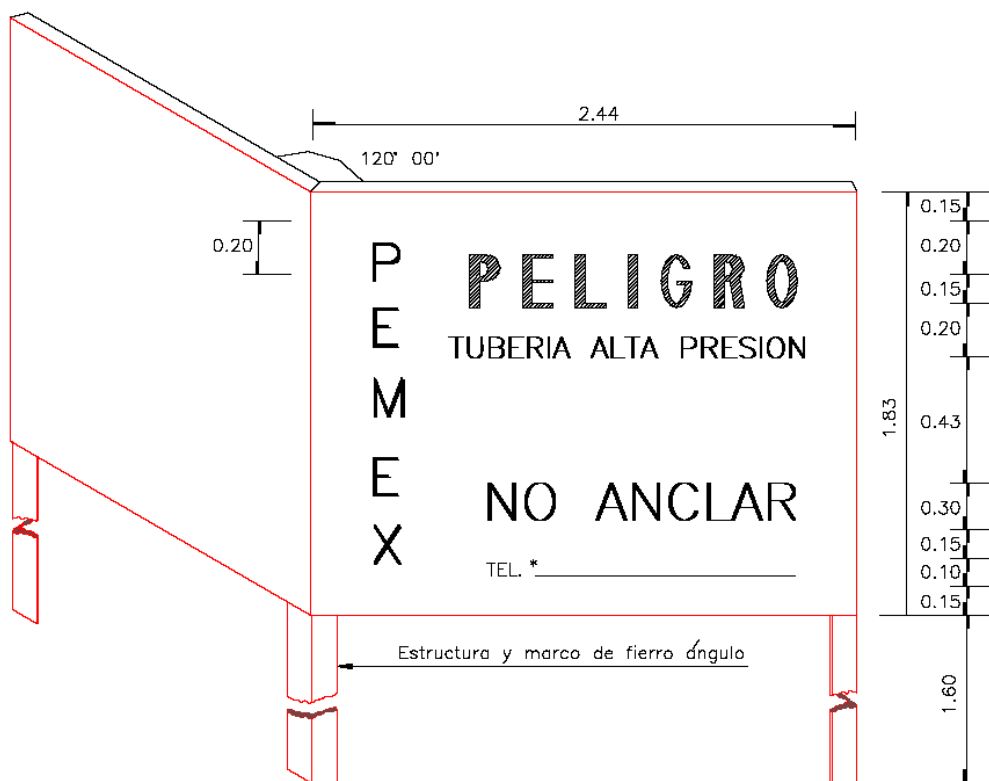 2.44
120° 00'
0.20
P
E
M
E
X
PELIGRO
TUBERIA ALTA PRESION
NO ANCLAR
TEL. *
0.15
0.20
0.15
0.20
0.43
0.30
0.15
0.10
0.15
1.83
1.60
Estructura y marco de fierro ángulo